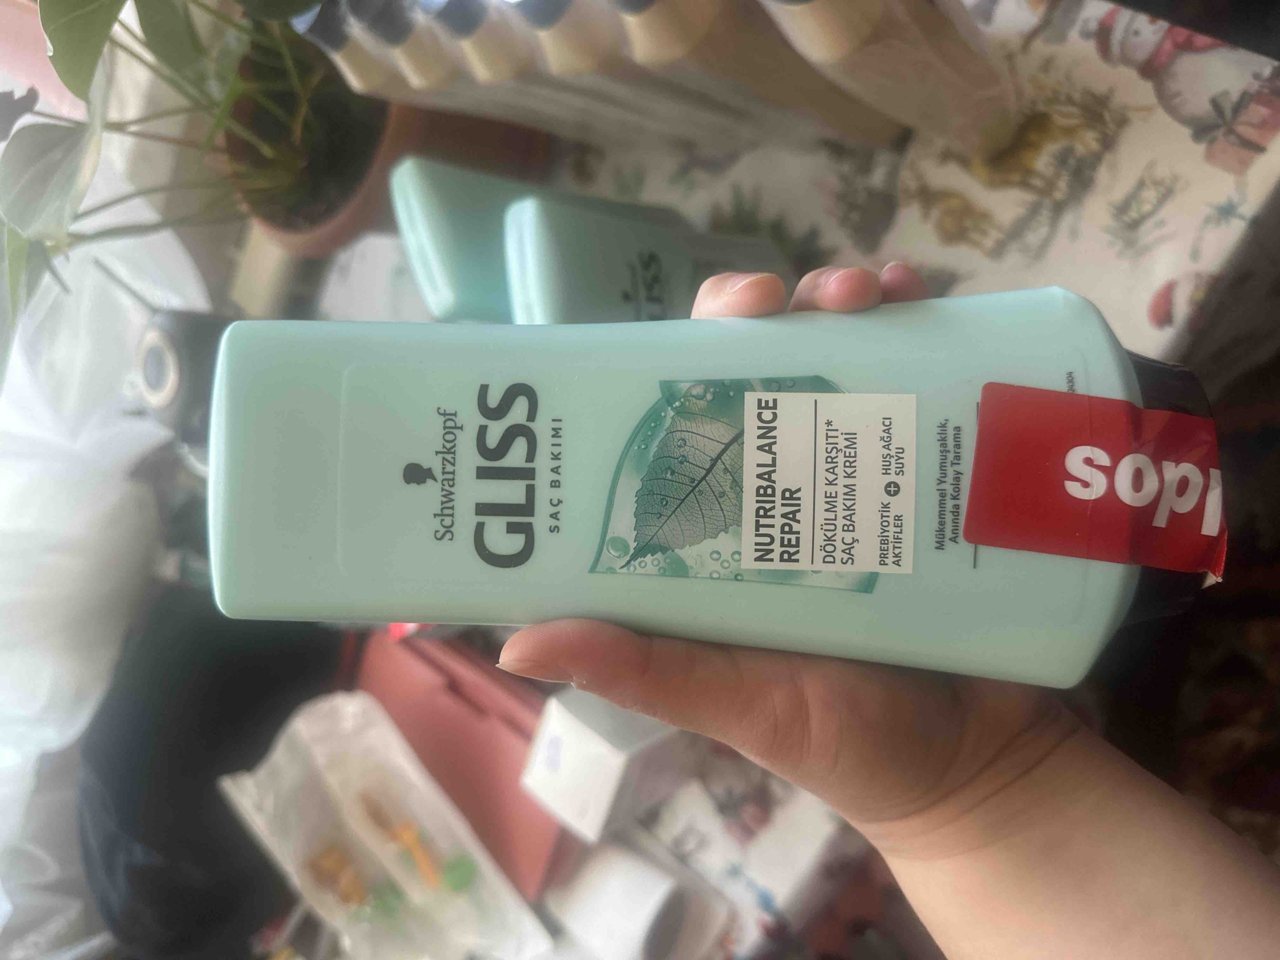 Schwarzkopf
GLISS
SAÇ BAKIMI
NUTRIBALANCE
REPAIR
DÖKÜLME KARŞITI*
SAÇ BAKIM KREMİ
PREBİYOTİK + HUŞ AĞACI
AKTİFLER SUYU
Mükemmel Yumuşaklık,
Anında Kolay Tarama
sop
GLISS